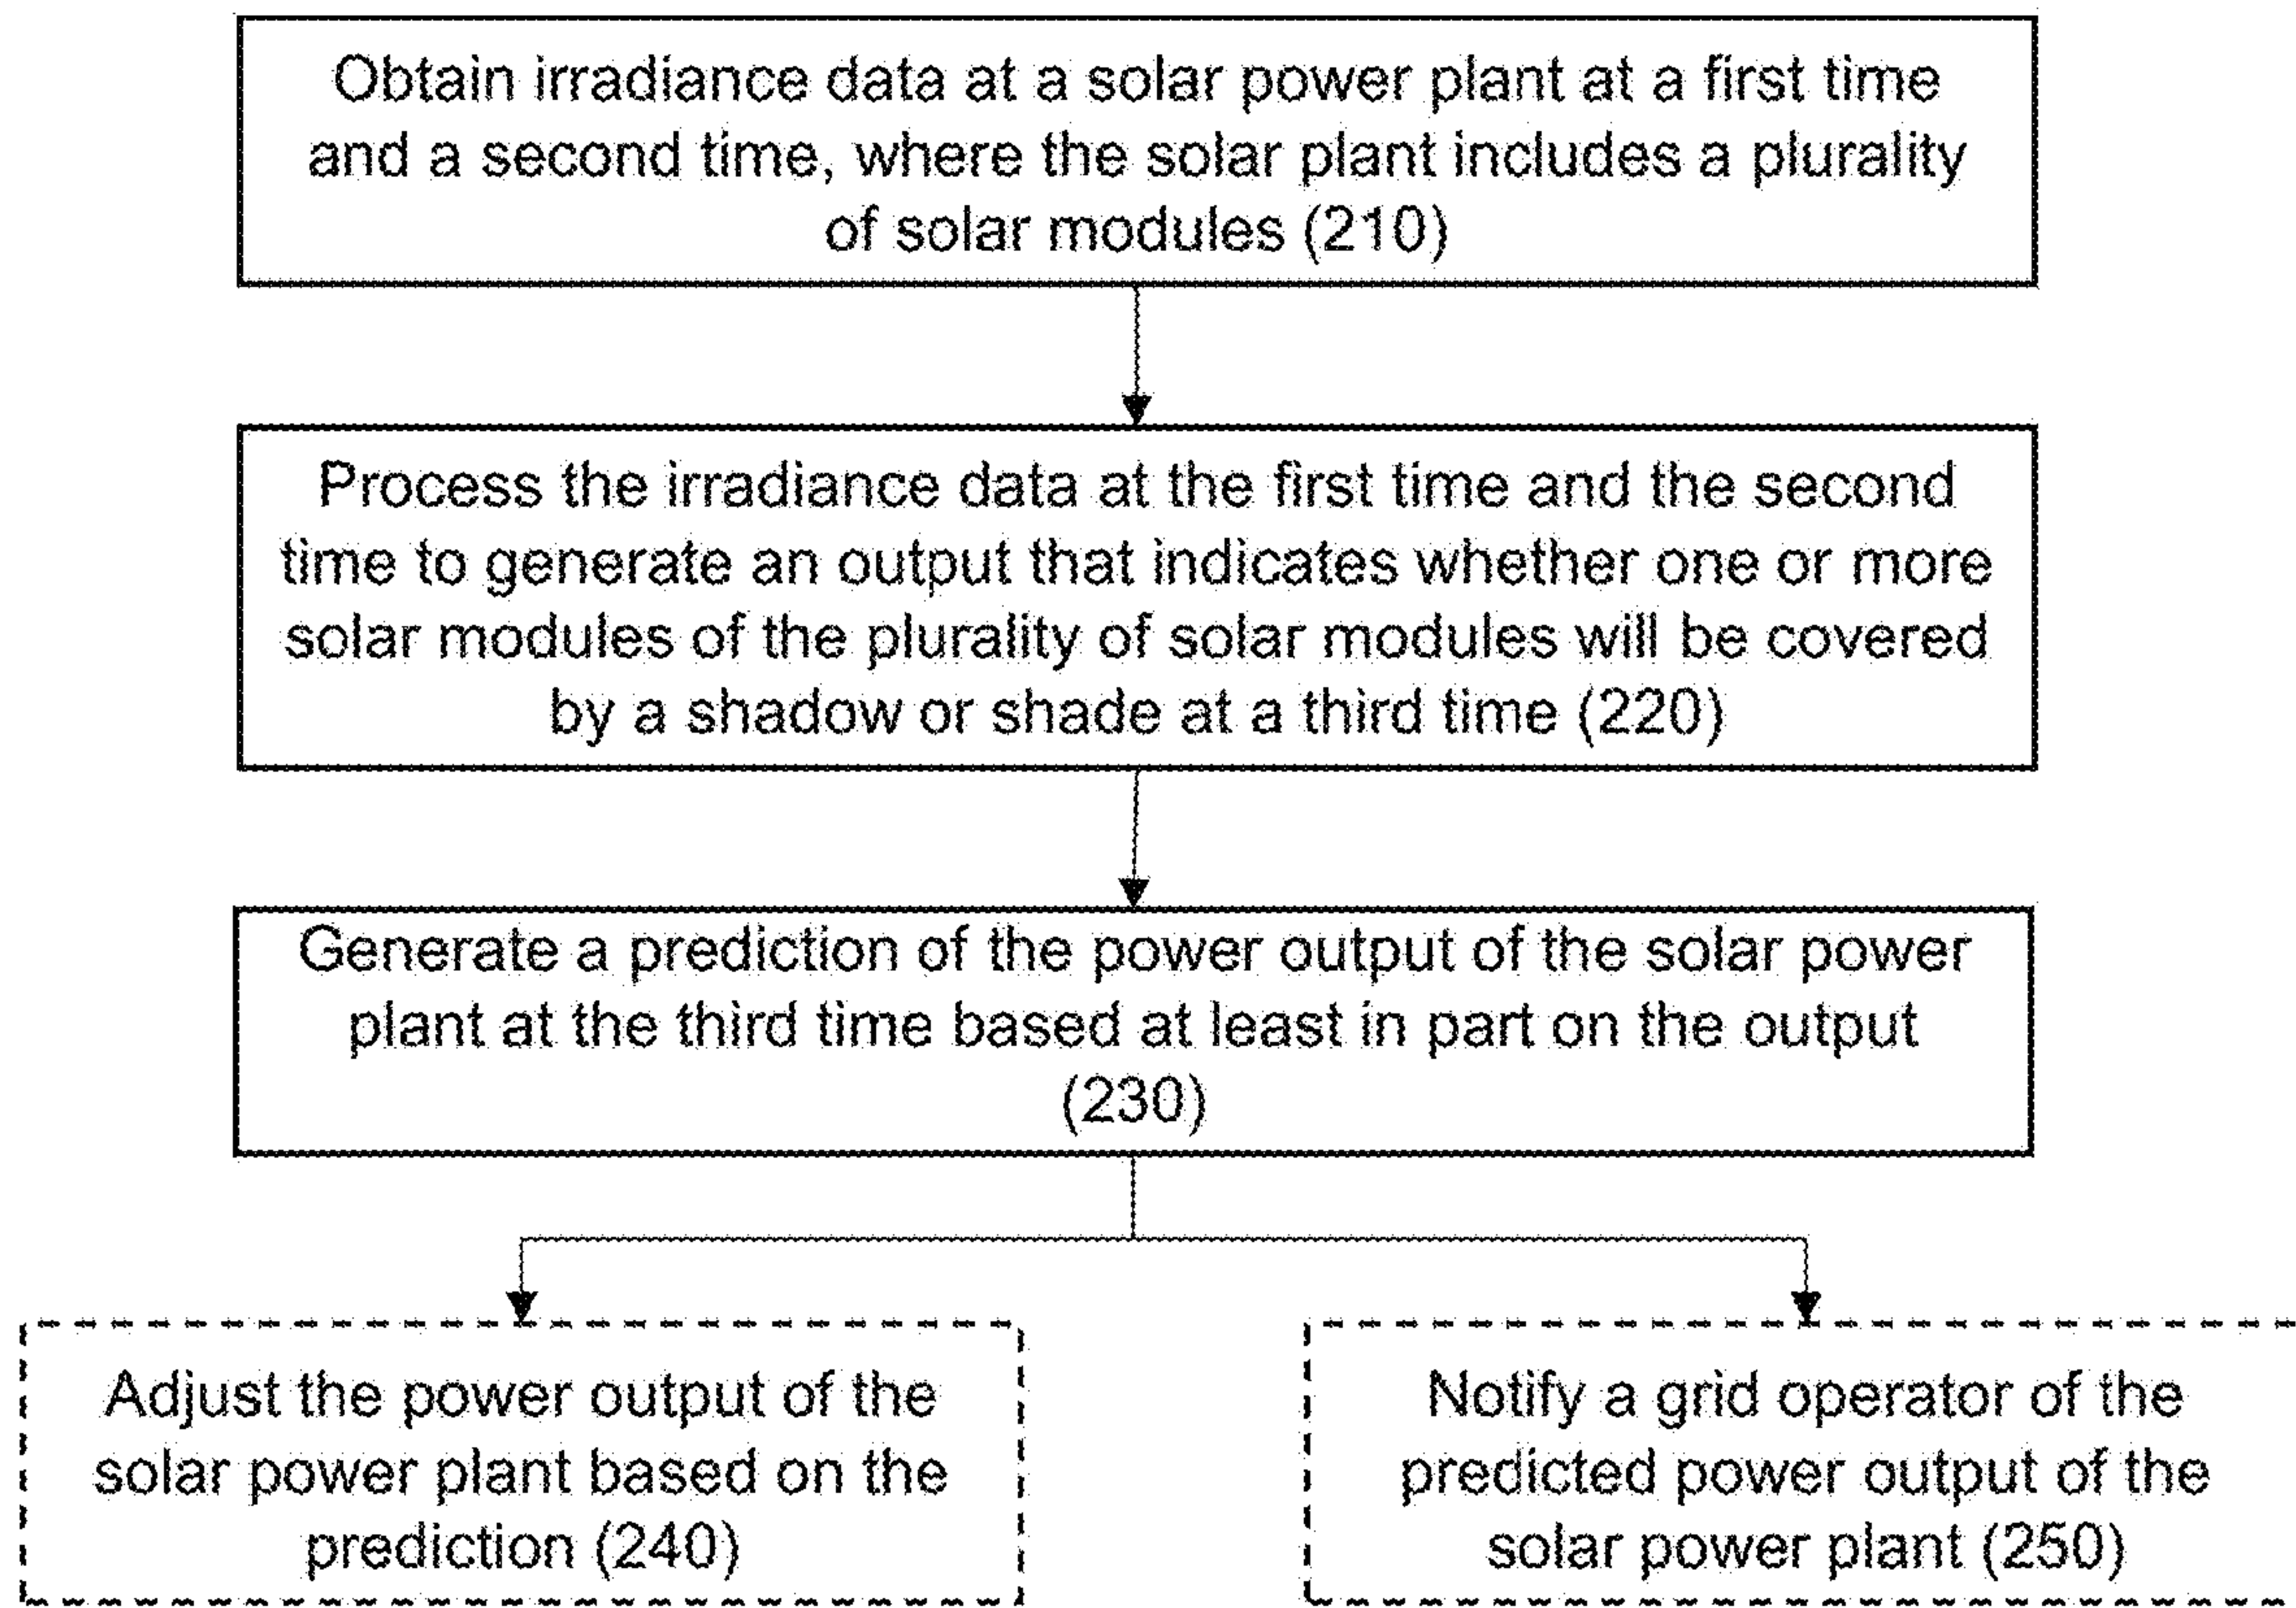 Obtain irradiance data at a solar power plant at a first time
and a second time, where the solar plant includes a plurality
of solar modules (210)
Process the irradiance data at the first time and the second
time to generate an output that indicates whether one or more
solar modules of the plurality of solar modules will be covered
by a shadow or shade at a third time (220)
Generate a prediction of the power output of the solar power
plant at the third time based at least in part on the output
(230)
Adjust the power output of the
solar power plant based on the
prediction (240)
Notify a grid operator of the
predicted power output of the
solar power plant (250)